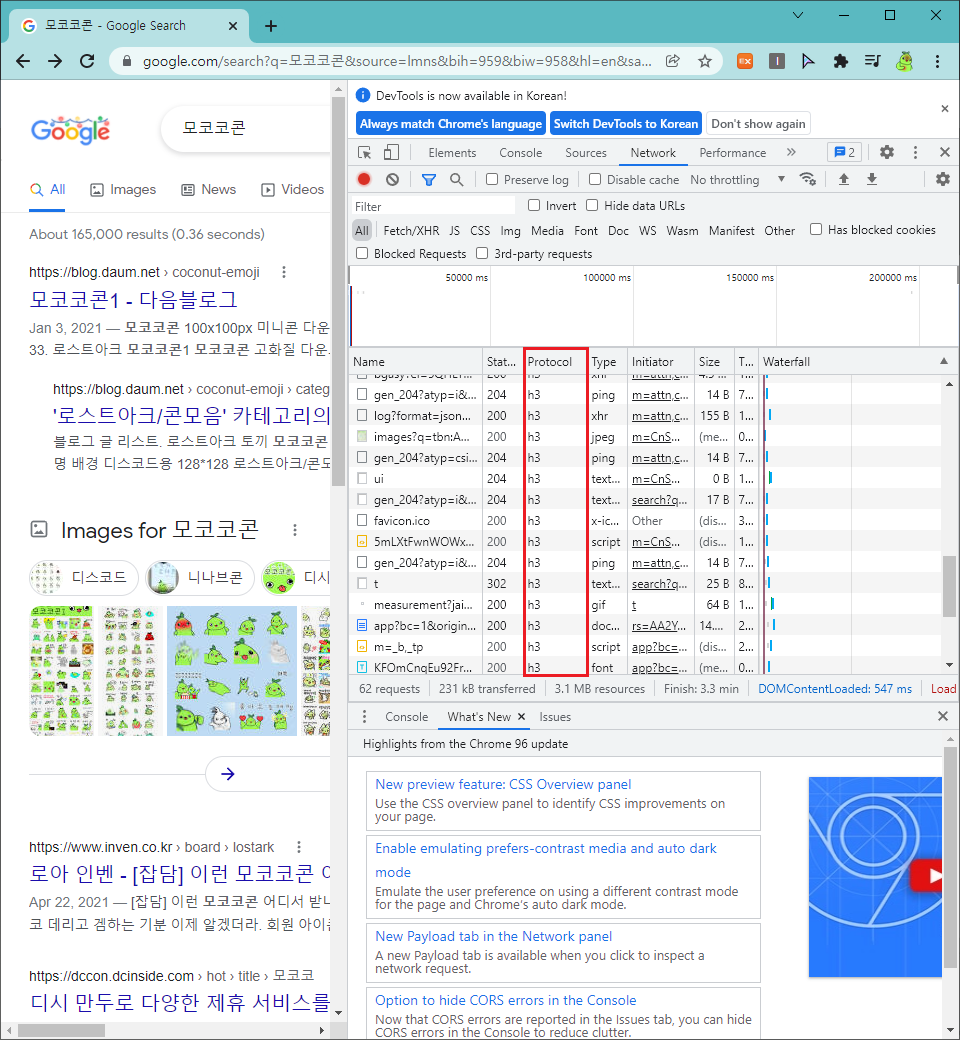 모코코콘 - Google Search
google.com/search?q=모코코콘&source=lmns&bih=959&biw=958&hl=en&sa...
Google
모코코콘
All Images News Videos
About 165,000 results (0.36 seconds)
https://blog.daum.net › coconut-emoji
모코코콘1 - 다음블로그
Jan 3, 2021 — 모코코콘 100x100px 미니콘 다운
33. 로스트아크 모코코콘1 모코코콘 고화질 다운.
https://blog.daum.net › coconut-emoji › categ
'로스트아크/콘모음' 카테고리의
블로그 글 리스트. 로스트아크 토끼 모코코콘
명 배경 디스코드용 128*128 로스트아크/콘모
Images for 모코코콘
디스코드 니나브콘 디시
https://www.inven.co.kr › board › lostark
로아 인벤 - [잡담] 이런 모코코콘 어
Apr 22, 2021 — [잡담] 이런 모코코콘 어디서 받
코 데리고 겜하는 기분 이제 알겠더라. 회원 아이콘
https://dccon.dcinside.com › hot › title › 모코코
디시 만두로 다양한 제휴 서비스를
DevTools is now available in Korean!
Always match Chrome's language Switch DevTools to Korean Don't show again
Elements Console Sources Network Performance » 2
Preserve log Disable cache No throttling
Filter Invert Hide data URLs
All Fetch/XHR JS CSS Img Media Font Doc WS Wasm Manifest Other Has blocked cookies
Blocked Requests 3rd-party requests
50000 ms 100000 ms 150000 ms 200000 ms
Name Stat... Protocol Type Initiator Size T... Waterfall
gen_204?atyp=i&... 204 h3 ping m=attn,c... 14 B 7...
log?format=json... 200 h3 xhr m=attn,c... 155 B 1...
images?q=tbn:A... 200 h3 jpeg m=CnS... (me... 0...
gen_204?atyp=csi... 204 h3 ping m=attn,c... 14 B 7...
ui 204 h3 text... m=CnS... 0 B 1...
gen_204?atyp=i&... 204 h3 text... search?q... 17 B 7...
favicon.ico 200 h3 x-ic... Other (dis... 3...
5mLXtFwnWOWx... 200 h3 script m=CnS... (dis... 0...
gen_204?atyp=i&... 204 h3 ping m=attn,c... 14 B 7...
t 302 h3 text... search?q... 25 B 8...
measurement?jai... 200 h3 gif t 64 B 1...
app?bc=1&origin... 200 h3 doc... rs=AA2Y... 14.... 2...
m=_b,_tp 200 h3 script app?bc=... (dis... 2...
KFOmCnqEu92Fr... 200 h3 font app?bc=... (me... 0...
62 requests 231 kB transferred 3.1 MB resources Finish: 3.3 min DOMContentLoaded: 547 ms Load
Console What's New Issues
Highlights from the Chrome 96 update
New preview feature: CSS Overview panel
Use the CSS overview panel to identify CSS improvements on
your page.
Enable emulating prefers-contrast media and auto dark
mode
Emulate the user preference on using a different contrast mode
for the page and Chrome's auto dark mode.
New Payload tab in the Network panel
A new Payload tab is available when you click to inspect a
network request.
Option to hide CORS errors in the Console
Now that CORS errors are reported in the Issues tab, you can hide
CORS errors in the Console to reduce clutter.